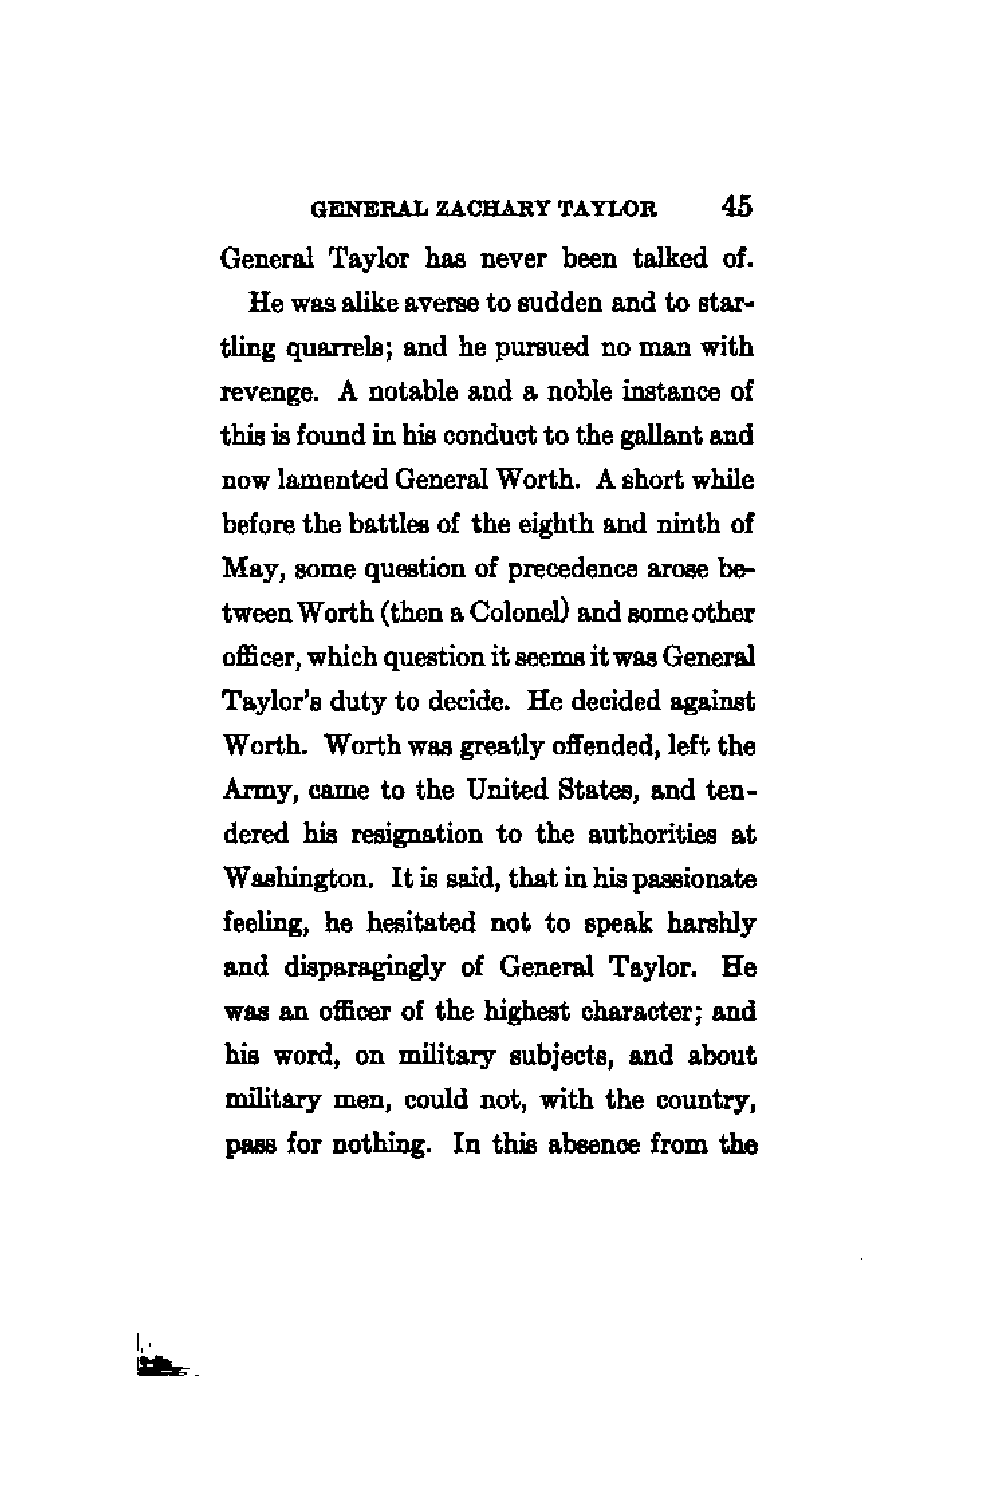 GENERAL ZACHARY TAYLOR 45
General Taylor has never been talked of.
He was alike averse to sudden and to star-
tling quarrels; and he pursued no man with
revenge. A notable and a noble instance of
this is found in his conduct to the gallant and
now lamented General Worth. A short while
before the battles of the eighth and ninth of
May, some question of precedence arose be-
tween Worth (then a Colonel) and some other
officer, which question it seems it was General
Taylor's duty to decide. He decided against
Worth. Worth was greatly offended, left the
Army, came to the United States, and ten-
dered his resignation to the authorities at
Washington. It is said, that in his passionate
feeling, he hesitated not to speak harshly
and disparagingly of General Taylor. He
was an officer of the highest character; and
his word, on military subjects, and about
military men, could not, with the country,
pass for nothing. In this absence from the